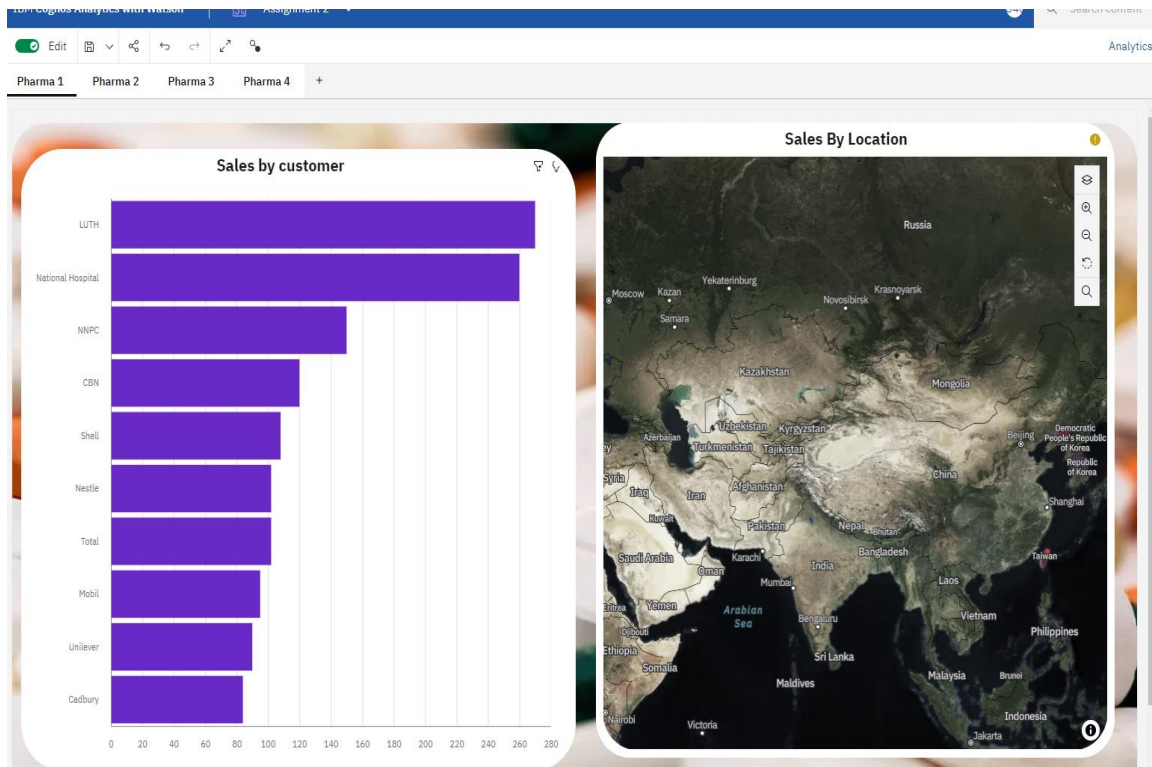 IBM Cognos Analytics with Watson
Assignment 2
Search content
Edit
Analytics
Pharma 1
Pharma 2
Pharma 3
Pharma 4
+
Sales by customer
LUTH
National Hospital
NNPC
CBN
Shell
Nestle
Total
Mobil
Unilever
Cadbury
0 20 40 60 80 100 120 140 160 180 200 220 240 260 280
Sales By Location
Russia
Yekaterinburg
Krasnoyarsk
Moscow
Kazan
Novosibirsk
Samara
Kazakhstan
Mongolia
Uzbekistan
Kyrgyzstan
Azerbaijan
Turkmenistan
Tajikistan
Beijing
Democratic
People's Republic
of Korea
Republic
of Korea
Syria
Iraq
Iran
Afghanistan
China
Shanghai
Kuwait
Pakistan
Nepal
Bhutan
Saudi Arabia
Oman
Karachi
Bangladesh
Taiwan
India
Mumbai
Laos
Eritrea
Yemen
Arabian
Sea
Bengaluru
Vietnam
Djibouti
Philippines
Ethiopia
Sri Lanka
Somalia
Maldives
Malaysia
Brunei
Nairobi
Victoria
Indonesia
Jakarta